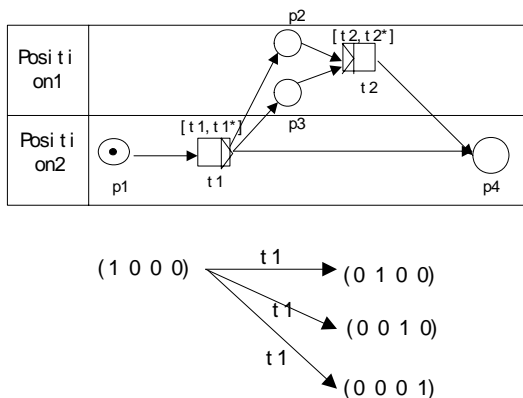 p2
[t2,t2*]
Positi
on1
t2
p3
[t1,t1*]
Positi
on2
p1
t1
p4
t1
(1 0 0 0)
(0 1 0 0)
t1
(0 0 1 0)
t1
(0 0 0 1)